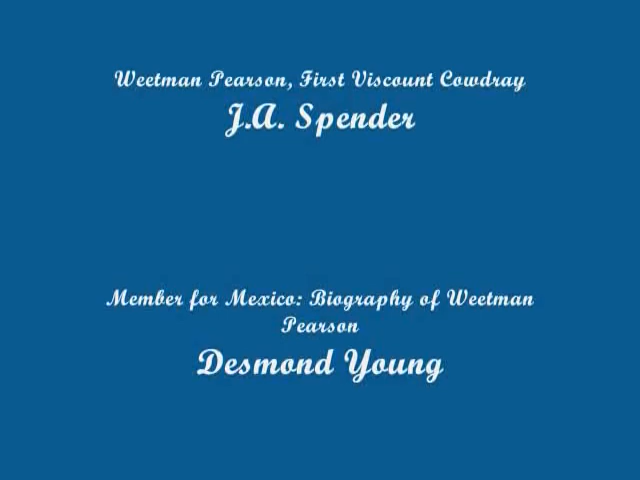 Weetman Pearson, First Viscount Cowdray
J.A. Spender
Member for Mexico: Biography of Weetman
Pearson
Desmond Young